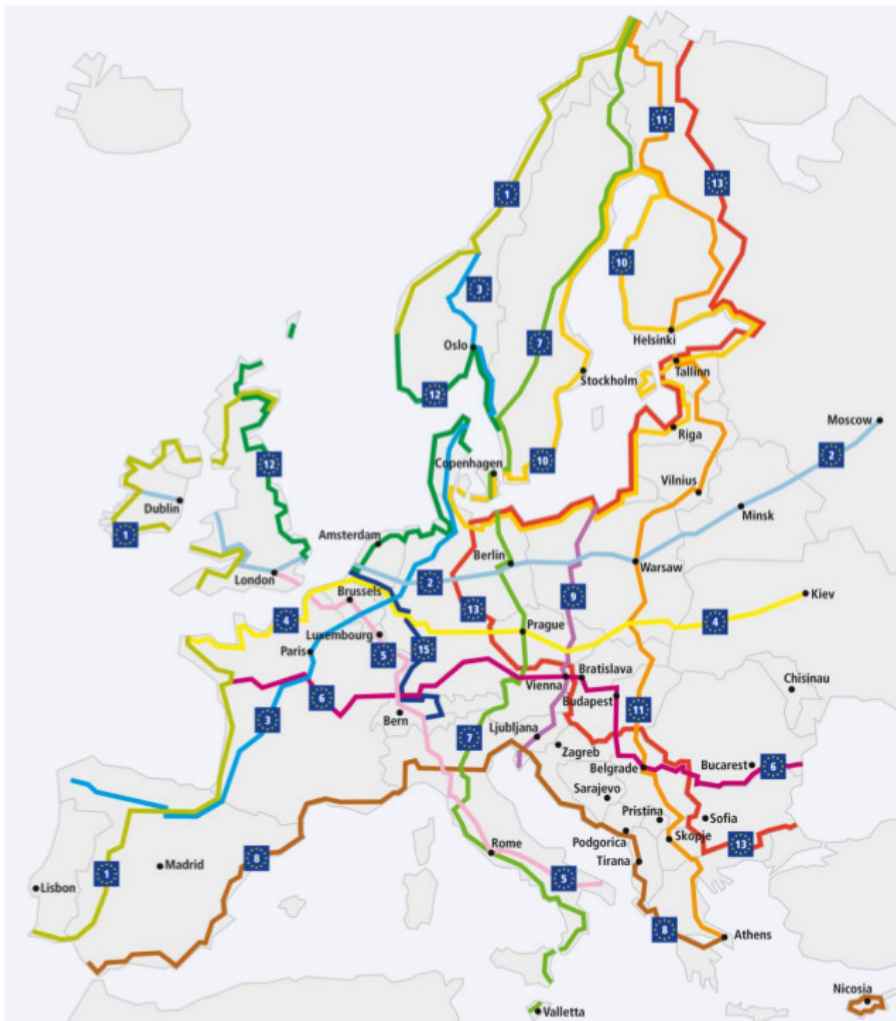 11
13
1
10
3
7
Oslo
Helsinki
Tallinn
Stockholm
12
Moscow
Riga
2
12
Copenhagen
10
Vilnius
Dublin
Minsk
1
Amsterdam
Berlin
Warsaw
London
2
Brussels
13
9
Kiev
4
4
Prague
Luxembourg
15
Paris
5
Vienna
Bratislava
Chisinau
6
Budapest
3
Bern
11
7
Ljubljana
Zagreb
Belgrade
Bucarest
6
Sarajevo
Pristina
Sofia
Podgorica
Skopje
13
Rome
Tirana
8
Madrid
1
5
Lisbon
8
Athens
Nicosia
Valletta